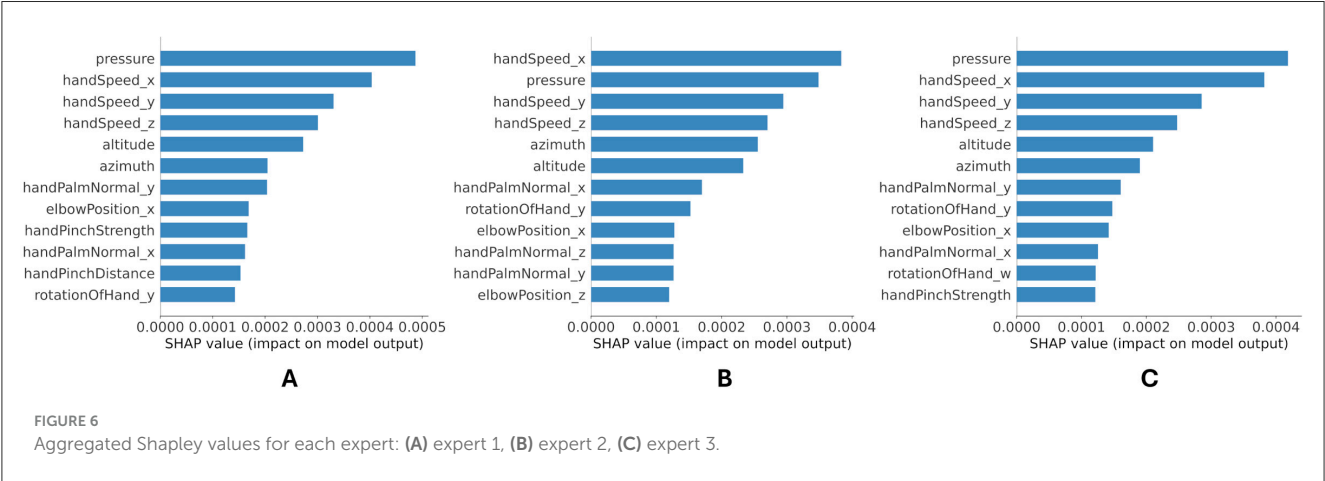 pressure
handSpeed_x
handSpeed_y
handSpeed_z
altitude
azimuth
handPalmNormal_y
elbowPosition_x
handPinchStrength
handPalmNormal_x
handPinchDistance
rotationOfHand_y
0.0000 0.0001 0.0002 0.0003 0.0004 0.0005
SHAP value (impact on model output)
A
handSpeed_x
pressure
handSpeed_y
handSpeed_z
azimuth
altitude
handPalmNormal_x
rotationOfHand_y
elbowPosition_x
handPalmNormal_z
handPalmNormal_y
elbowPosition_z
0.0000 0.0001 0.0002 0.0003 0.0004
SHAP value (impact on model output)
B
pressure
handSpeed_x
handSpeed_y
handSpeed_z
altitude
azimuth
handPalmNormal_y
rotationOfHand_y
elbowPosition_x
handPalmNormal_x
rotationOfHand_w
handPinchStrength
0.0000 0.0001 0.0002 0.0003 0.0004
SHAP value (impact on model output)
C
FIGURE 6
Aggregated Shapley values for each expert: (A) expert 1, (B) expert 2, (C) expert 3.